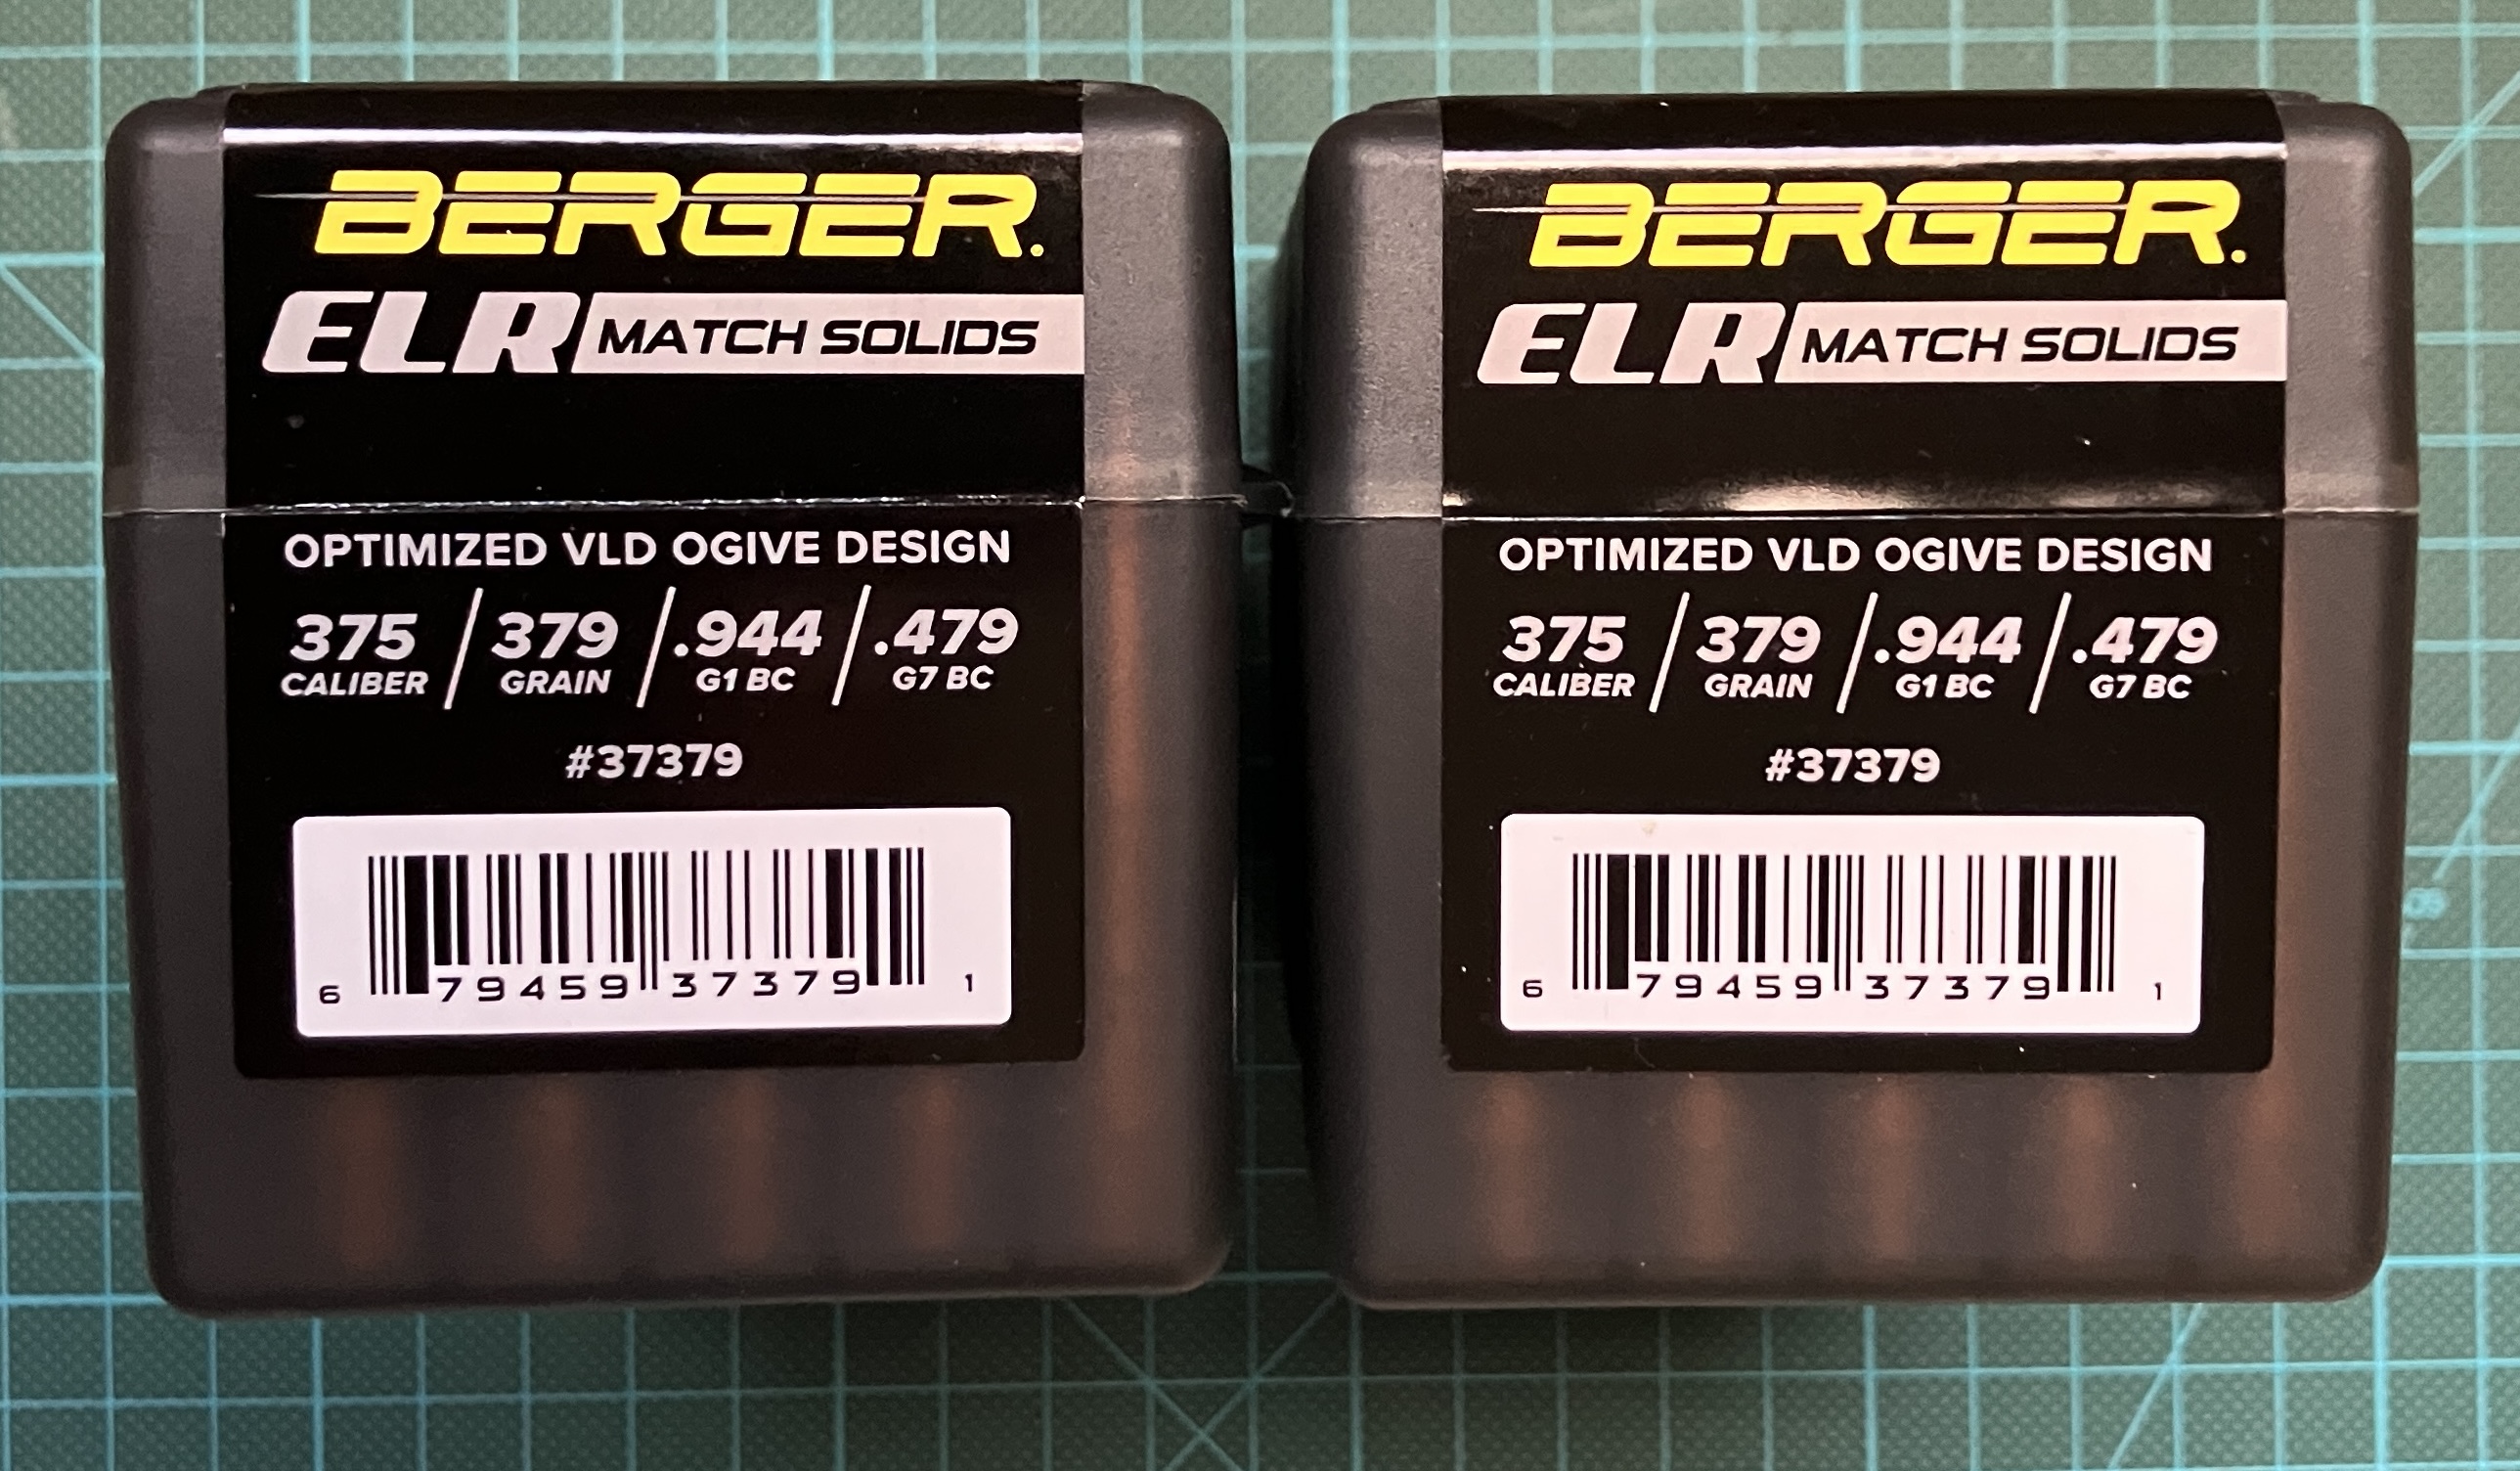 BERGER.
ELR MATCH SOLIDS
OPTIMIZED VLD OGIVE DESIGN
375 / 379 / .944 / .479
CALIBER GRAIN G1 BC G7 BC
#37379
6 79459 37379 1
BERGER.
ELR MATCH SOLIDS
OPTIMIZED VLD OGIVE DESIGN
375 / 379 / .944 / .479
CALIBER GRAIN G1 BC G7 BC
#37379
6 79459 37379 1